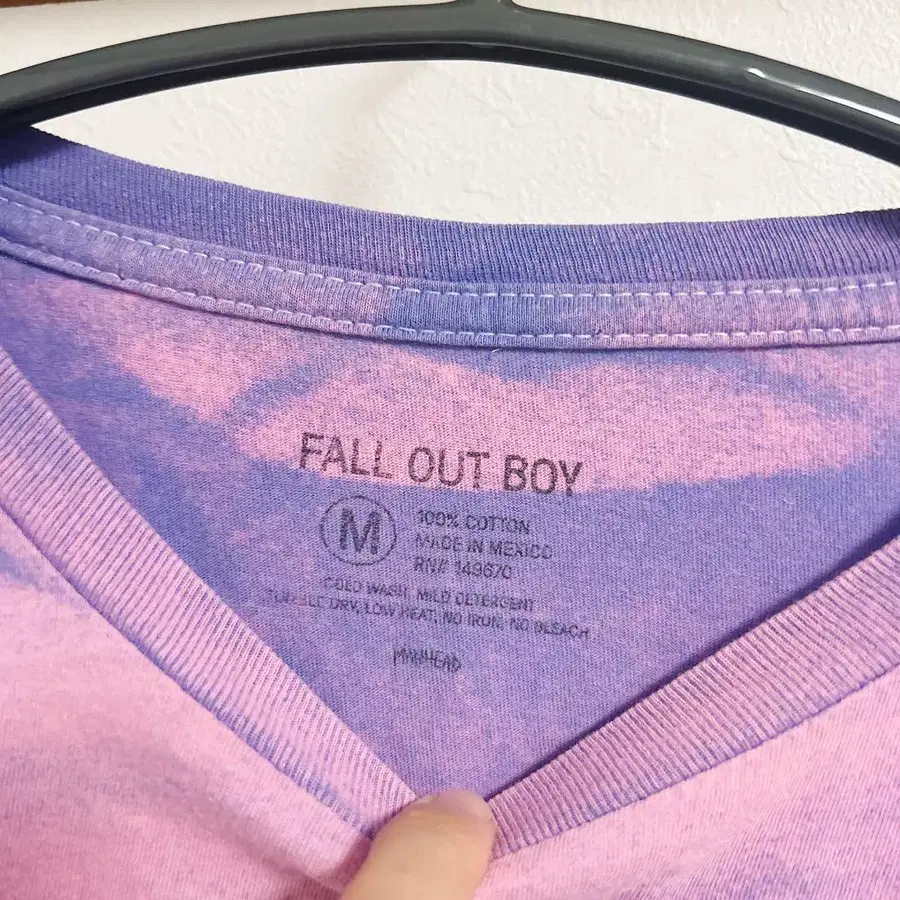 FALL OUT BOY
M
100% COTTON
MADE IN MEXICO
RN# 149670
COLD WASH, MILD DETERGENT
TUMBLE DRY, LOW HEAT, NO IRON, NO BLEACH
MANHEAD